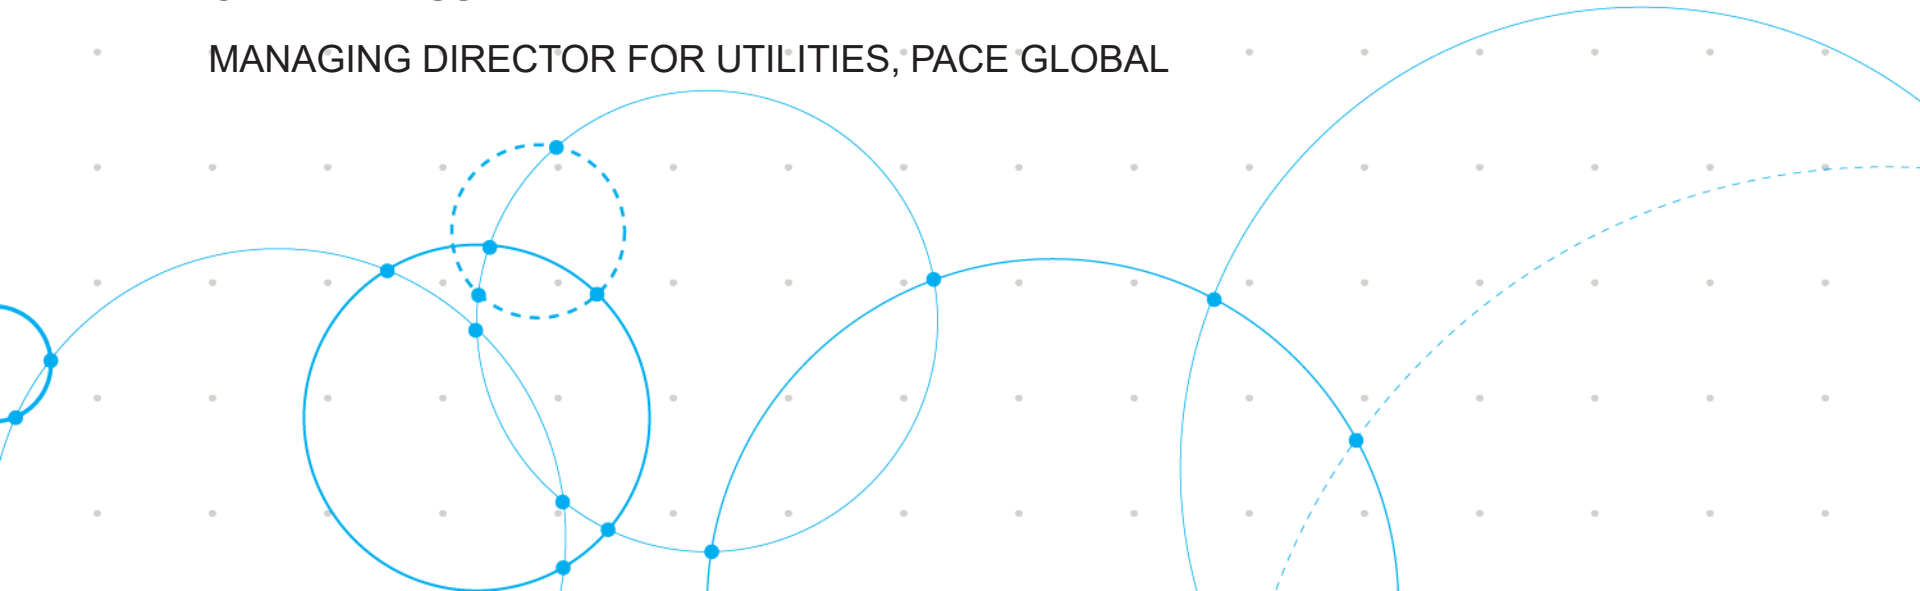 MANAGING DIRECTOR FOR UTILITIES, PACE GLOBAL